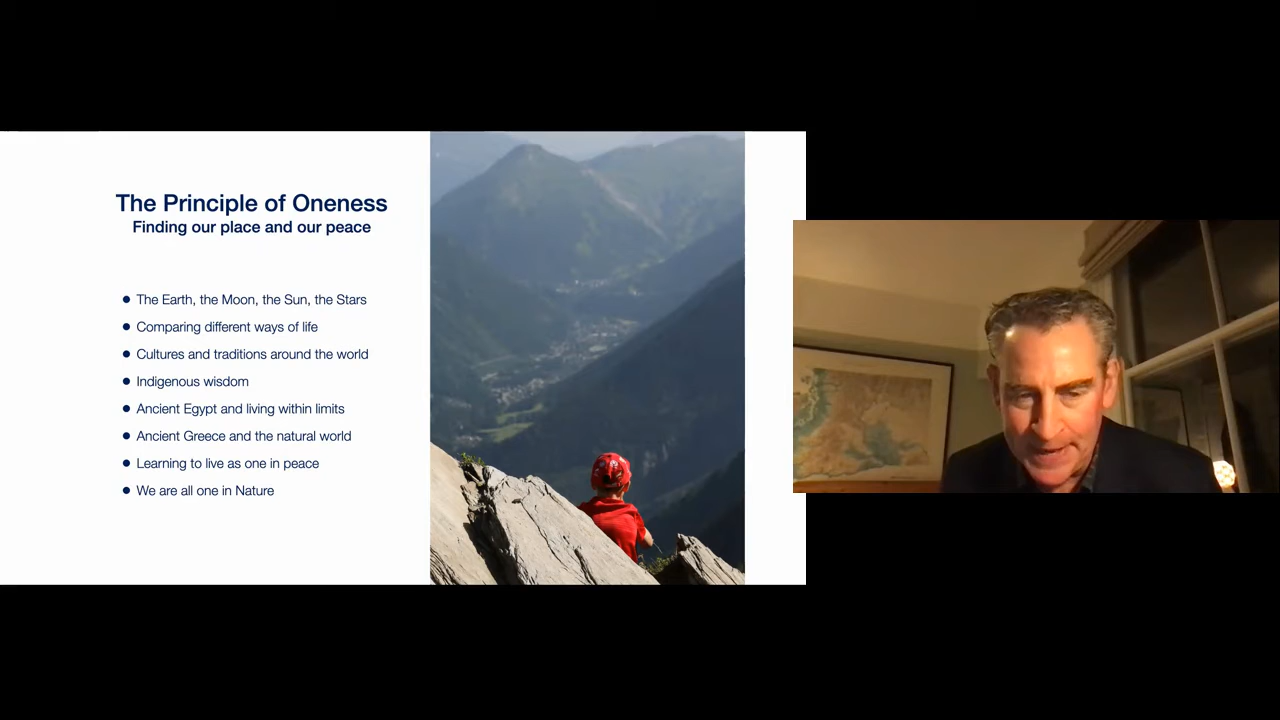 The Principle of Oneness
Finding our place and our peace
● The Earth, the Moon, the Sun, the Stars
● Comparing different ways of life
● Cultures and traditions around the world
● Indigenous wisdom
● Ancient Egypt and living within limits
● Ancient Greece and the natural world
● Learning to live as one in peace
● We are all one in Nature